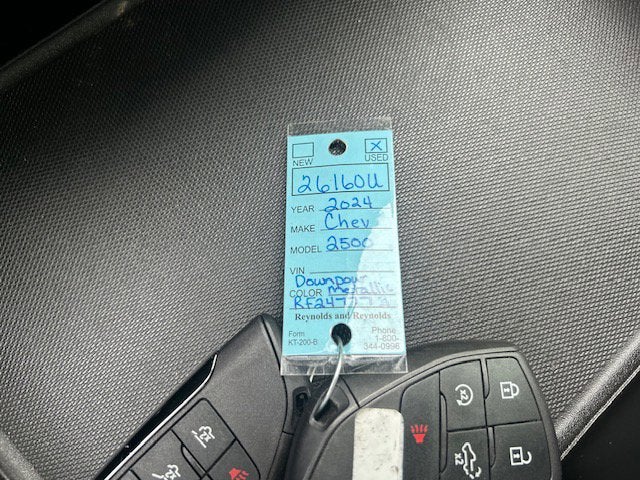 NEW X USED
26160U
YEAR 2024
MAKE Chev
MODEL 2500
VIN
Downpour
COLOR Metallic
Reynolds and Reynolds
Form Phone
KT-200-B 1-800-
344-0996
X2